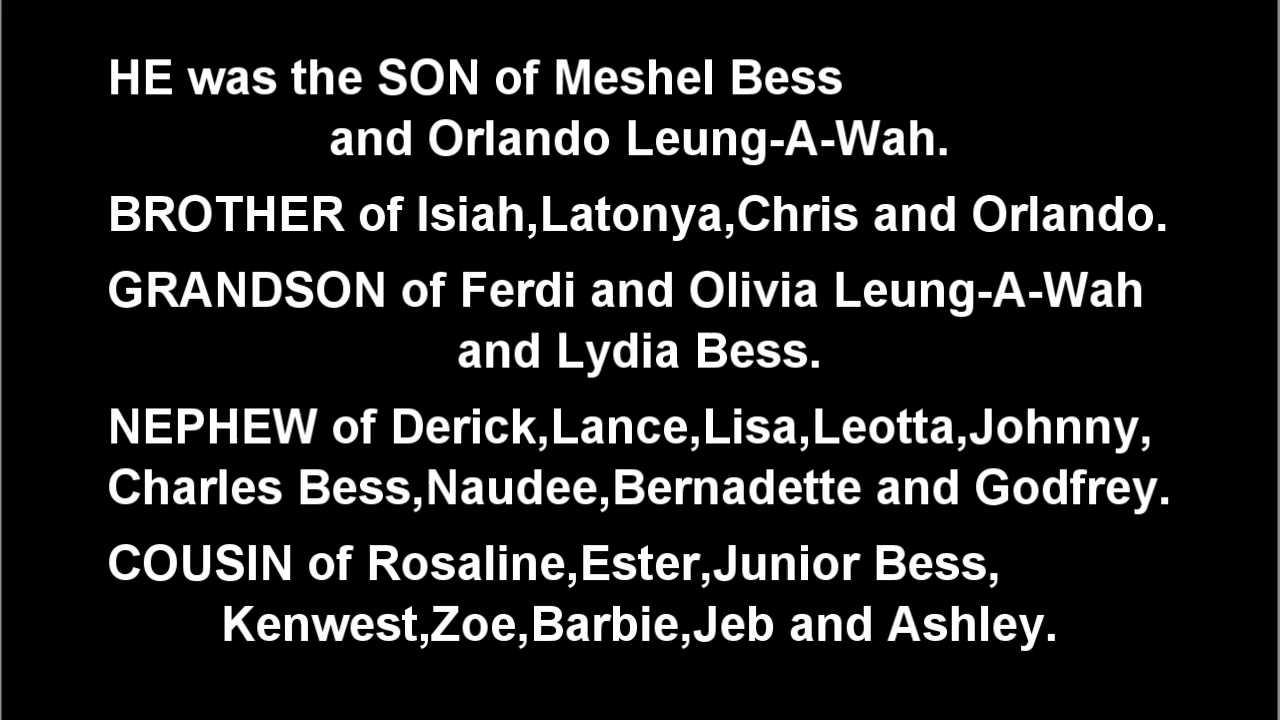 HE was the SON of Meshel Bess
and Orlando Leung-A-Wah.
BROTHER of Isiah,Latonya,Chris and Orlando.
GRANDSON of Ferdi and Olivia Leung-A-Wah
and Lydia Bess.
NEPHEW of Derick,Lance,Lisa,Leotta,Johnny,
Charles Bess,Naudee,Bernadette and Godfrey.
COUSIN of Rosaline,Ester,Junior Bess,
Kenwest,Zoe,Barbie,Jeb and Ashley.